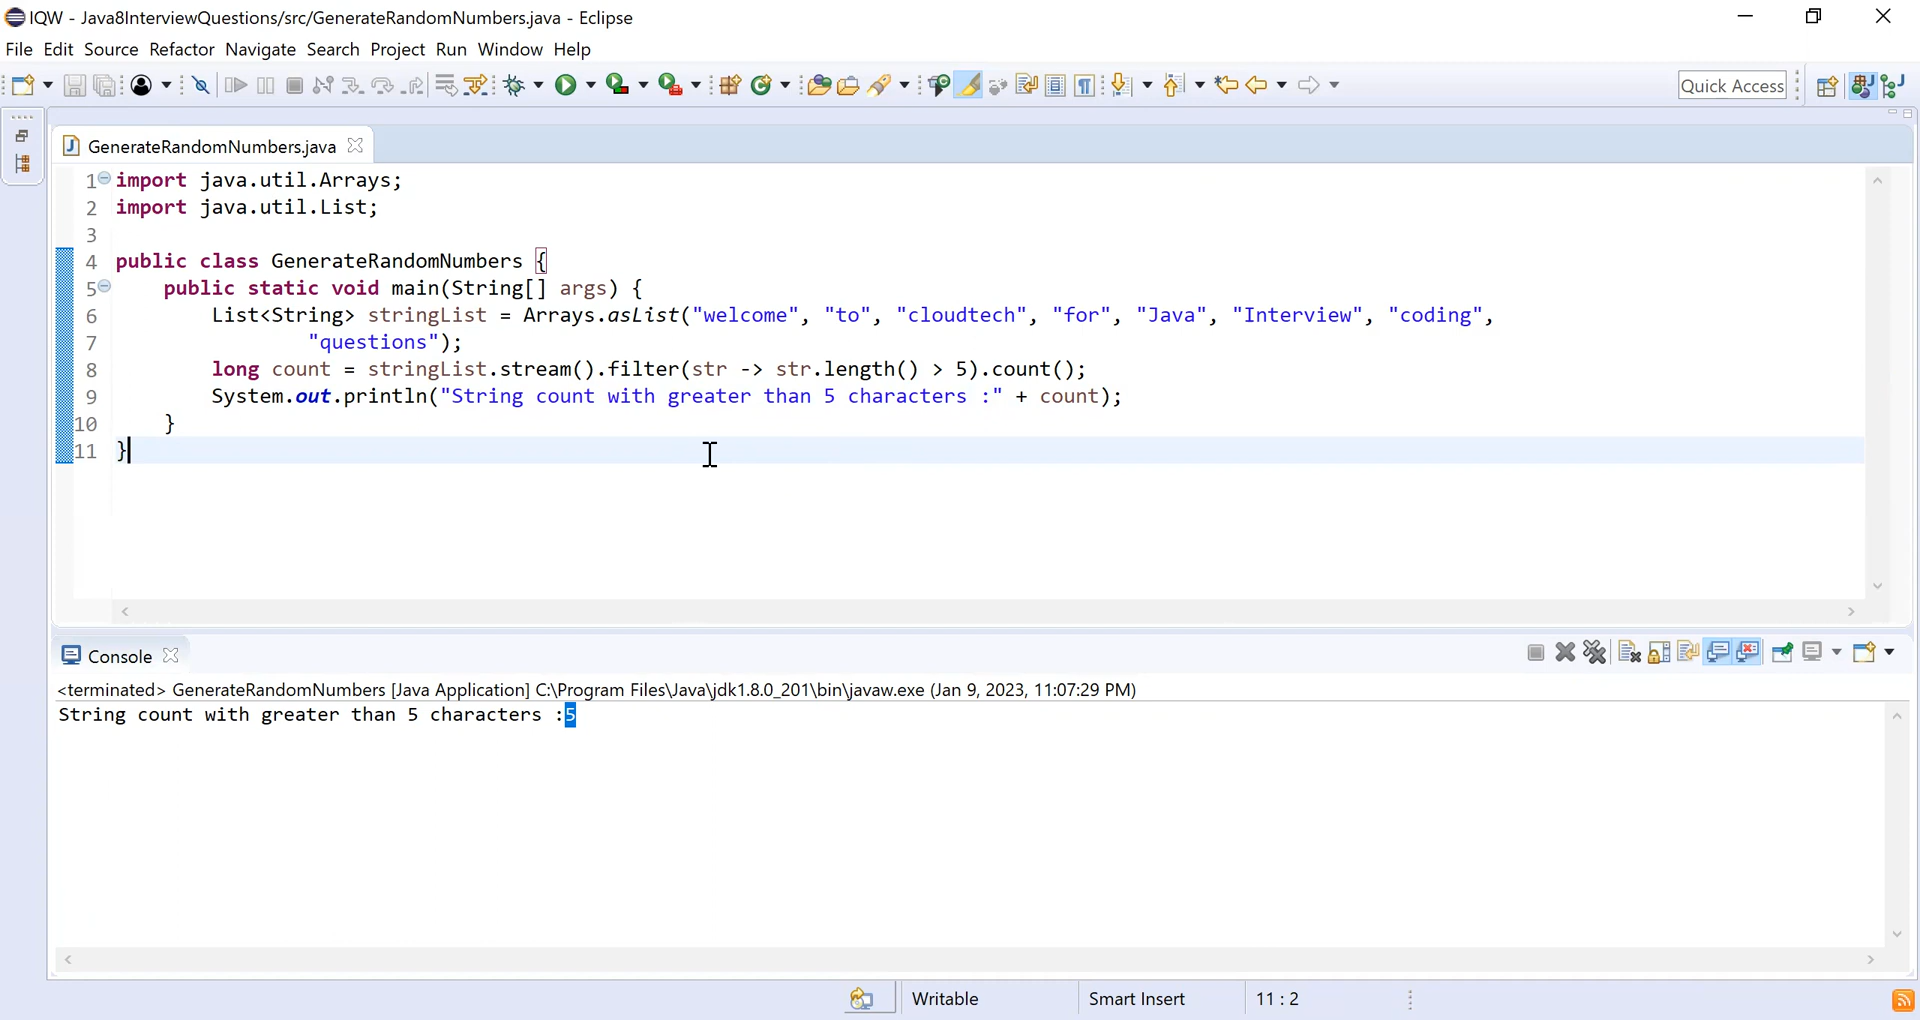 IQW - Java8InterviewQuestions/src/GenerateRandomNumbers.java - Eclipse
File Edit Source Refactor Navigate Search Project Run Window Help
Quick Access
GenerateRandomNumbers.java
1 import java.util.Arrays;
2 import java.util.List;
3
4 public class GenerateRandomNumbers {
5 public static void main(String[] args) {
6 List<String> stringList = Arrays.asList("welcome", "to", "cloudtech", "for", "Java", "Interview", "coding",
7 "questions");
8 long count = stringList.stream().filter(str -> str.length() > 5).count();
9 System.out.println("String count with greater than 5 characters :" + count);
10 }
11 }
Console
<terminated> GenerateRandomNumbers [Java Application] C:\Program Files\Java\jdk1.8.0_201\bin\javaw.exe (Jan 9, 2023, 11:07:29 PM)
String count with greater than 5 characters :5
Writable Smart Insert 11 : 2